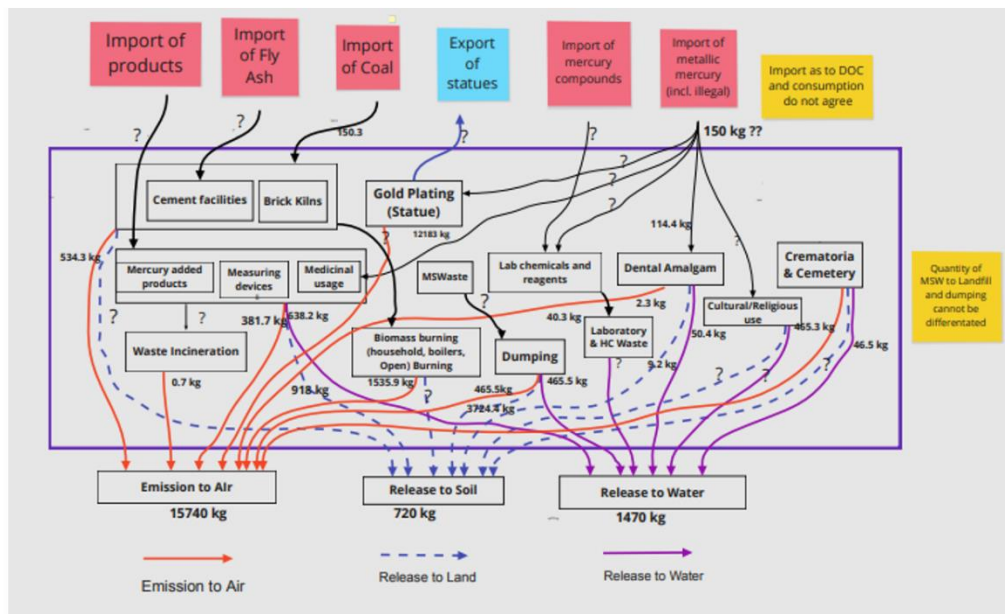 Import of
products
Import
of Fly
Ash
Import
of Coal
Export
of
statues
Import of
mercury
compounds
Import of
metallic
mercury
(incl. illegal)
Import as to DOC
and consumption
do not agree
?
?
150.3
?
?
150 kg ??
?
?
?
Cement facilities
Brick Kilns
Gold Plating
(Statue)
12183 kg
?
114.4 kg
?
534.3 kg
Mercury added
products
Measuring
devices
Medicinal
usage
MSWaste
Lab chemicals and
reagents
Dental Amalgam
Crematoria
& Cemetery
Quantity of
MSW to Landfill
and dumping
cannot be
differentated
?
?
381.7 kg
638.2 kg
?
40.3 kg
2.3 kg
Cultural/Religious
use
465.3 kg
46.5 kg
Waste Incineration
0.7 kg
Biomass burning
(household, boilers,
Open) Burning
1535.9 kg
Dumping
Laboratory
& HC Waste
50.4 kg
?
?
9.2 kg
?
?
918 kg
?
465.5kg
465.5 kg
3724.4 kg
Emission to AIr
15740 kg
Release to Soil
720 kg
Release to Water
1470 kg
Emission to Air
Release to Land
Release to Water